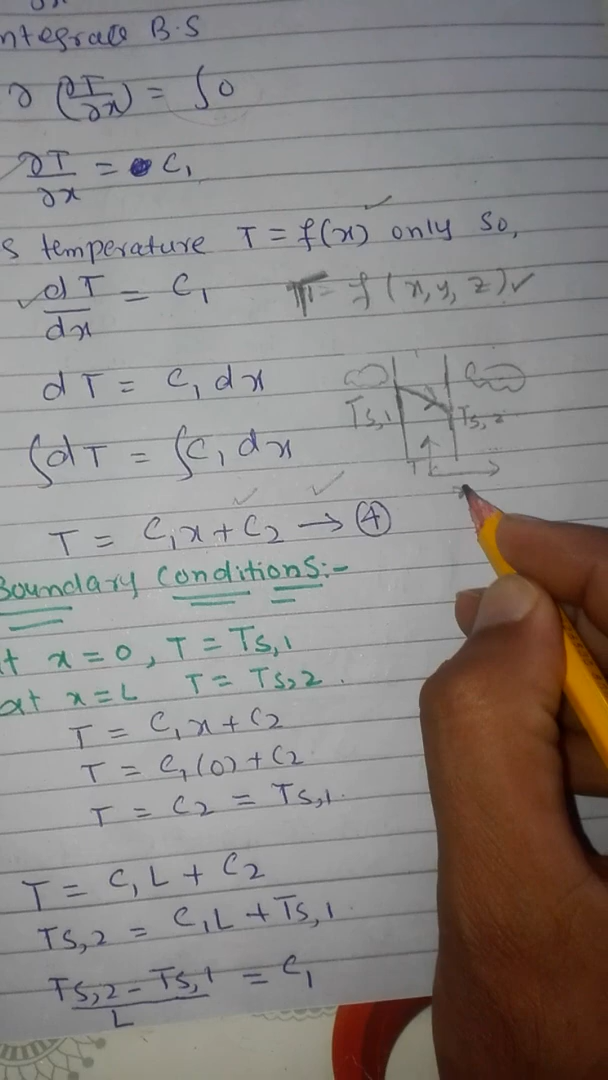 ntegrate B.S
∂ (∂T/∂x) = ∫0
∂T/∂x = C1
s temperature T = f(x) only so,
dT/dx = C1
T = f (x, y, z)
dT = C1 dx
Ts,1 Ts,2
∫dT = ∫C1 dx
T = C1x + C2 → 4
Boundary Conditions:-
t x = 0, T = Ts,1
at x = L T = Ts,2.
T = C1 x + C2
T = C1(0) + C2
T = C2 = Ts,1.
T = C1 L + C2
Ts,2 = C1L + Ts,1.
Ts,2 - Ts,1 / L = C1